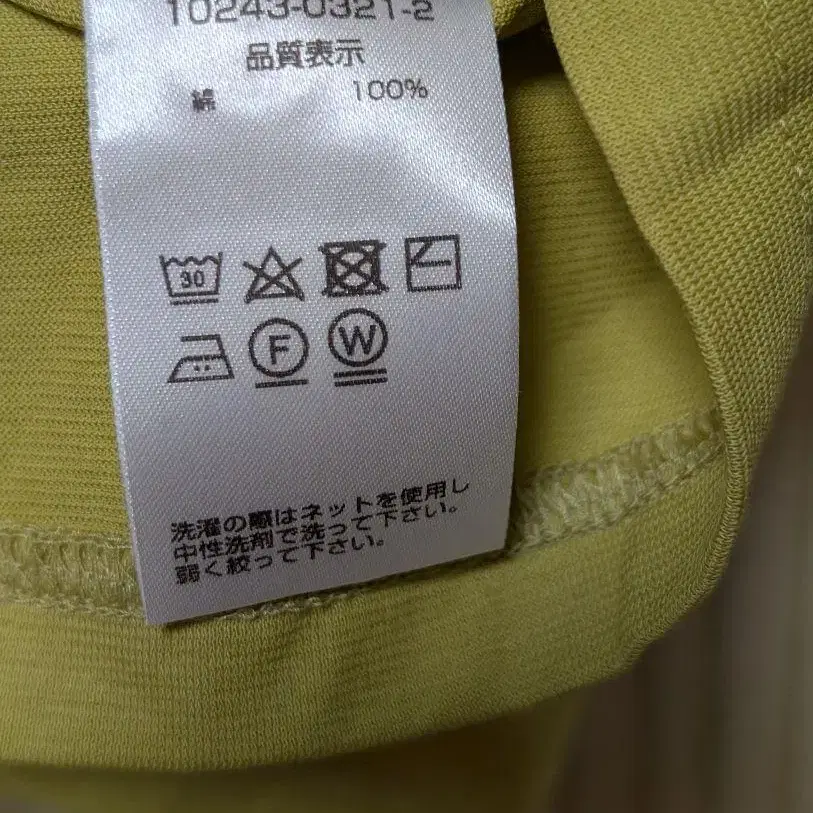 10243-0321-2
品質表示
綿 100%
30
F W
洗濯の際はネットを使用し
中性洗剤で洗って下さい。
弱く絞って下さい。